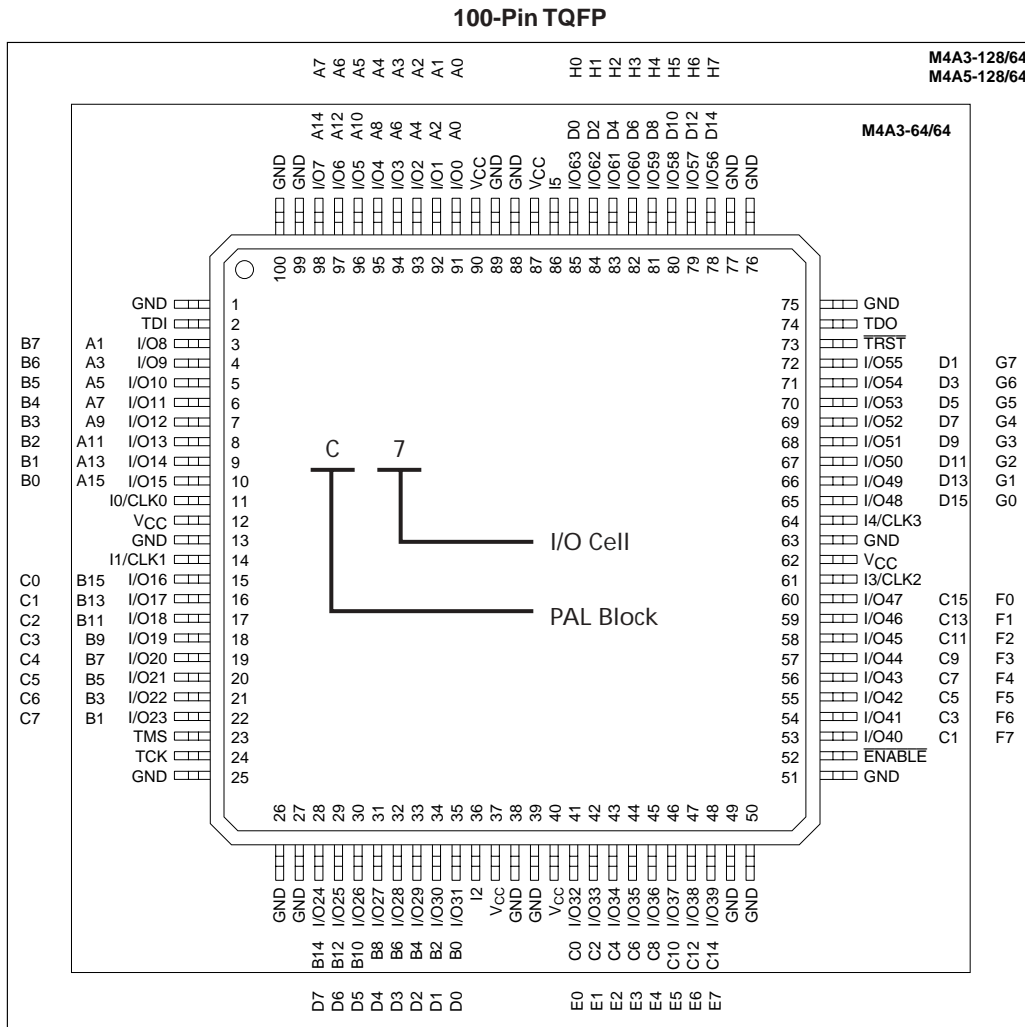 100-Pin TQFP
M4A3-128/64
M4A5-128/64
A7 A6 A5 A4 A3 A2 A1 A0 H0 H1 H2 H3 H4 H5 H6 H7
M4A3-64/64
A14 A12 A10 A8 A6 A4 A2 A0 D0 D2 D4 D6 D8 D10 D12 D14
GND GND I/O7 I/O6 I/O5 I/O4 I/O3 I/O2 I/O1 I/O0 VCC GND GND VCC I5 I/O63 I/O62 I/O61 I/O60 I/O59 I/O58 I/O57 I/O56 GND GND
100 99 98 97 96 95 94 93 92 91 90 89 88 87 86 85 84 83 82 81 80 79 78 77 76
GND 1 75 GND
TDI 2 74 TDO
B7 A1 I/O8 3 73 TRST
B6 A3 I/O9 4 72 I/O55 D1 G7
B5 A5 I/O10 5 71 I/O54 D3 G6
B4 A7 I/O11 6 70 I/O53 D5 G5
B3 A9 I/O12 7 69 I/O52 D7 G4
B2 A11 I/O13 8 68 I/O51 D9 G3
B1 A13 I/O14 9 67 I/O50 D11 G2
B0 A15 I/O15 10 66 I/O49 D13 G1
I0/CLK0 11 65 I/O48 D15 G0
VCC 12 64 I4/CLK3
GND 13 63 GND
I1/CLK1 14 62 VCC
C0 B15 I/O16 15 61 I3/CLK2
C1 B13 I/O17 16 60 I/O47 C15 F0
C2 B11 I/O18 17 59 I/O46 C13 F1
C3 B9 I/O19 18 58 I/O45 C11 F2
C4 B7 I/O20 19 57 I/O44 C9 F3
C5 B5 I/O21 20 56 I/O43 C7 F4
C6 B3 I/O22 21 55 I/O42 C5 F5
C7 B1 I/O23 22 54 I/O41 C3 F6
TMS 23 53 I/O40 C1 F7
TCK 24 52 ENABLE
GND 25 51 GND
C 7
I/O Cell
PAL Block
26 27 28 29 30 31 32 33 34 35 36 37 38 39 40 41 42 43 44 45 46 47 48 49 50
GND GND I/O24 I/O25 I/O26 I/O27 I/O28 I/O29 I/O30 I/O31 I2 VCC GND GND VCC I/O32 I/O33 I/O34 I/O35 I/O36 I/O37 I/O38 I/O39 GND GND
B14 B12 B10 B8 B6 B4 B2 B0 C0 C2 C4 C6 C8 C10 C12 C14
D7 D6 D5 D4 D3 D2 D1 D0 E0 E1 E2 E3 E4 E5 E6 E7